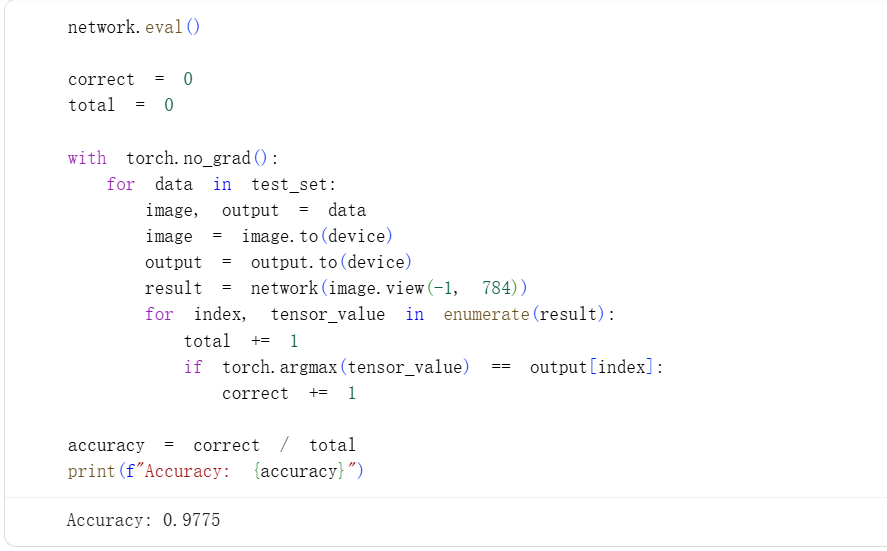 network.eval()
correct = 0
total = 0
with torch.no_grad():
    for data in test_set:
        image, output = data
        image = image.to(device)
        output = output.to(device)
        result = network(image.view(-1, 784))
        for index, tensor_value in enumerate(result):
            total += 1
            if torch.argmax(tensor_value) == output[index]:
                correct += 1
accuracy = correct / total
print(f"Accuracy: {accuracy}")
Accuracy: 0.9775